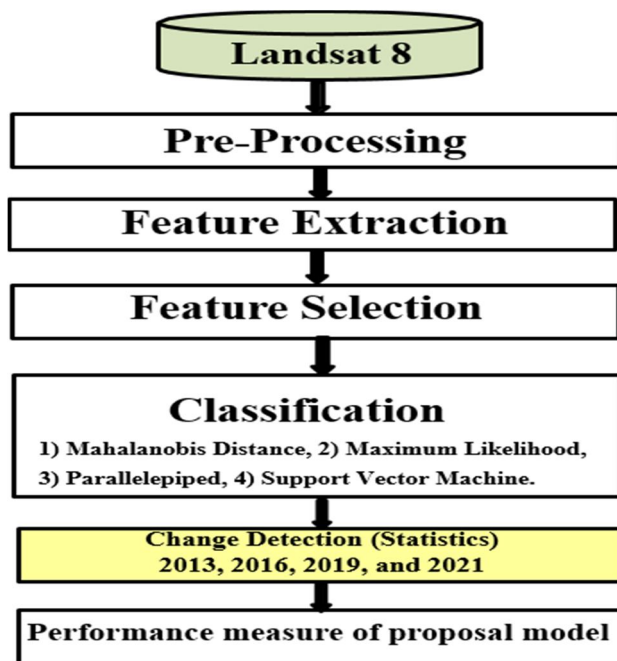 Landsat 8
Pre-Processing
Feature Extraction
Feature Selection
Classification
1) Mahalanobis Distance, 2) Maximum Likelihood,
3) Parallelepiped, 4) Support Vector Machine.
Change Detection (Statistics)
2013, 2016, 2019, and 2021
Performance measure of proposal model